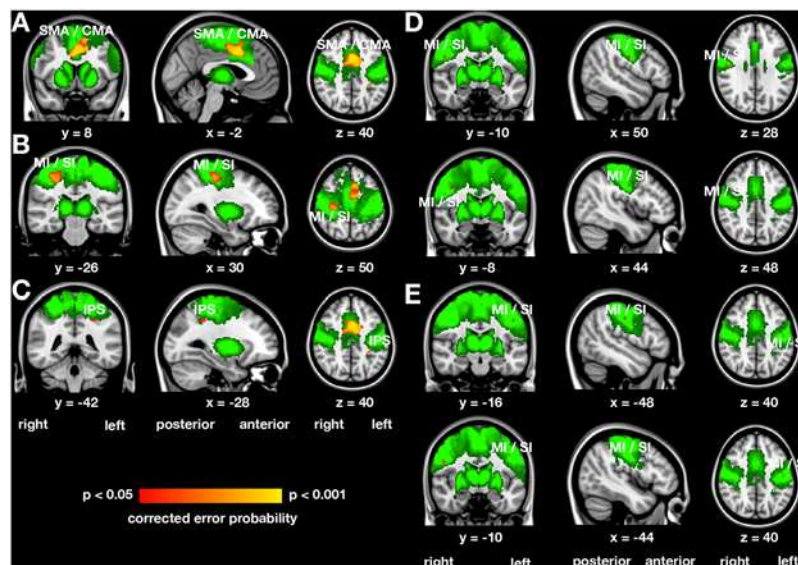 A
SMA / CMA
SMA / CMA
SMA / CMA
y = 8
x = -2
z = 40
B
MI / SI
MI / SI
MI / SI
y = -26
x = 30
z = 50
C
IPS
IPS
IPS
y = -42
x = -28
z = 40
right
left
posterior
anterior
right
left
p < 0.05
p < 0.001
corrected error probability
D
MI / SI
MI / SI
MI / S
y = -10
x = 50
z = 28
MI / SI
MI / SI
MI / S
y = -8
x = 44
z = 48
E
MI / SI
MI / SI
MI / S
y = -16
x = -48
z = 40
MI / SI
MI / SI
MI / S
y = -10
x = -44
z = 40
right
left
posterior
anterior
right
left